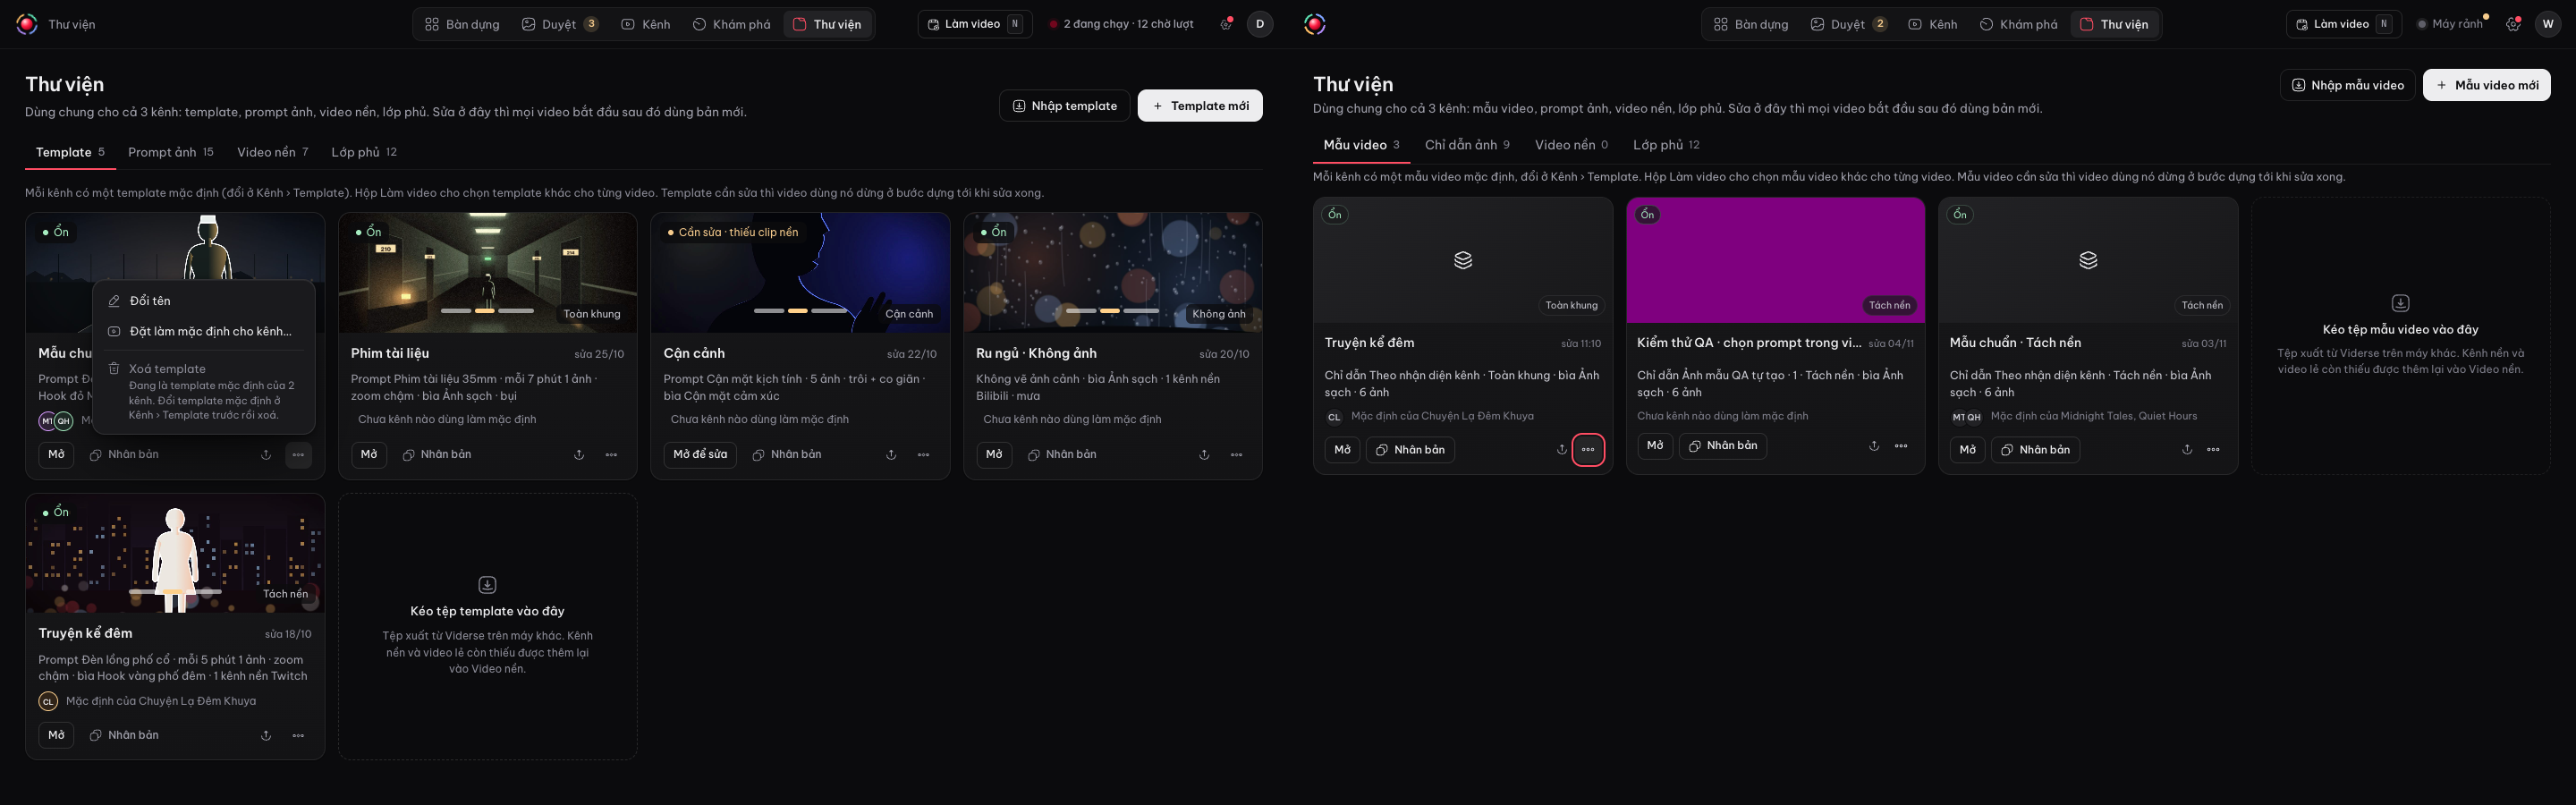 Thư viện
Bàn dựng
Duyệt 3
Kênh
Khám phá
Thư viện
Làm video N
2 đang chạy · 12 chờ lượt
D
Thư viện
Dùng chung cho cả 3 kênh: template, prompt ảnh, video nền, lớp phủ. Sửa ở đây thì mọi video bắt đầu sau đó dùng bản mới.
Nhập template
+ Template mới
Template 5
Prompt ảnh 15
Video nền 7
Lớp phủ 12
Mỗi kênh có một template mặc định (đổi ở Kênh › Template). Hộp Làm video cho chọn template khác cho từng video. Template cần sửa thì video dùng nó dừng ở bước dựng tới khi sửa xong.
Ổn
Mẫu chu
Prompt Đè
Hook đỏ M
MT QH
Mở
Nhân bản
Đổi tên
Đặt làm mặc định cho kênh...
Xoá template
Đang là template mặc định của 2
kênh. Đổi template mặc định ở
Kênh › Template trước rồi xoá.
Ổn
210
214
Toàn khung
Phim tài liệu
sửa 25/10
Prompt Phim tài liệu 35mm · mỗi 7 phút 1 ảnh ·
zoom chậm · bìa Ảnh sạch · bụi
Chưa kênh nào dùng làm mặc định
Mở
Nhân bản
Cần sửa · thiếu clip nền
Cận cảnh
Cận cảnh
sửa 22/10
Prompt Cận mặt kịch tính · 5 ảnh · trôi + co giãn ·
bìa Cận mặt cảm xúc
Chưa kênh nào dùng làm mặc định
Mở để sửa
Nhân bản
Ổn
Không ảnh
Ru ngủ · Không ảnh
sửa 20/10
Không vẽ ảnh cảnh · bìa Ảnh sạch · 1 kênh nền
Bilibili · mưa
Chưa kênh nào dùng làm mặc định
Mở
Nhân bản
Ổn
Tách nền
Truyện kể đêm
sửa 18/10
Prompt Đèn lồng phố cổ · mỗi 5 phút 1 ảnh · zoom
chậm · bìa Hook vàng phố đêm · 1 kênh nền Twitch
CL Mặc định của Chuyện Lạ Đêm Khuya
Mở
Nhân bản
Kéo tệp template vào đây
Tệp xuất từ Viderse trên máy khác. Kênh
nền và video lẻ còn thiếu được thêm lại
vào Video nền.
Bàn dựng
Duyệt 2
Kênh
Khám phá
Thư viện
Làm video N
Máy rảnh
W
Thư viện
Dùng chung cho cả 3 kênh: mẫu video, prompt ảnh, video nền, lớp phủ. Sửa ở đây thì mọi video bắt đầu sau đó dùng bản mới.
Nhập mẫu video
+ Mẫu video mới
Mẫu video 3
Chỉ dẫn ảnh 9
Video nền 0
Lớp phủ 12
Mỗi kênh có một mẫu video mặc định, đổi ở Kênh › Template. Hộp Làm video cho chọn mẫu video khác cho từng video. Mẫu video cần sửa thì video dùng nó dừng ở bước dựng tới khi sửa xong.
Ổn
Toàn khung
Truyện kể đêm
sửa 11:10
Chỉ dẫn Theo nhận diện kênh · Toàn khung · bìa Ảnh
sạch · 6 ảnh
CL Mặc định của Chuyện Lạ Đêm Khuya
Mở
Nhân bản
Ổn
Tách nền
Kiểm thử QA · chọn prompt trong vi...
sửa 04/11
Chỉ dẫn Ảnh mẫu QA tự tạo · 1 · Tách nền · bìa Ảnh
sạch · 6 ảnh
Chưa kênh nào dùng làm mặc định
Mở
Nhân bản
Ổn
Tách nền
Mẫu chuẩn · Tách nền
sửa 03/11
Chỉ dẫn Theo nhận diện kênh · Tách nền · bìa Ảnh
sạch · 6 ảnh
MT QH Mặc định của Midnight Tales, Quiet Hours
Mở
Nhân bản
Kéo tệp mẫu video vào đây
Tệp xuất từ Viderse trên máy khác. Kênh nền và
video lẻ còn thiếu được thêm lại vào Video nền.